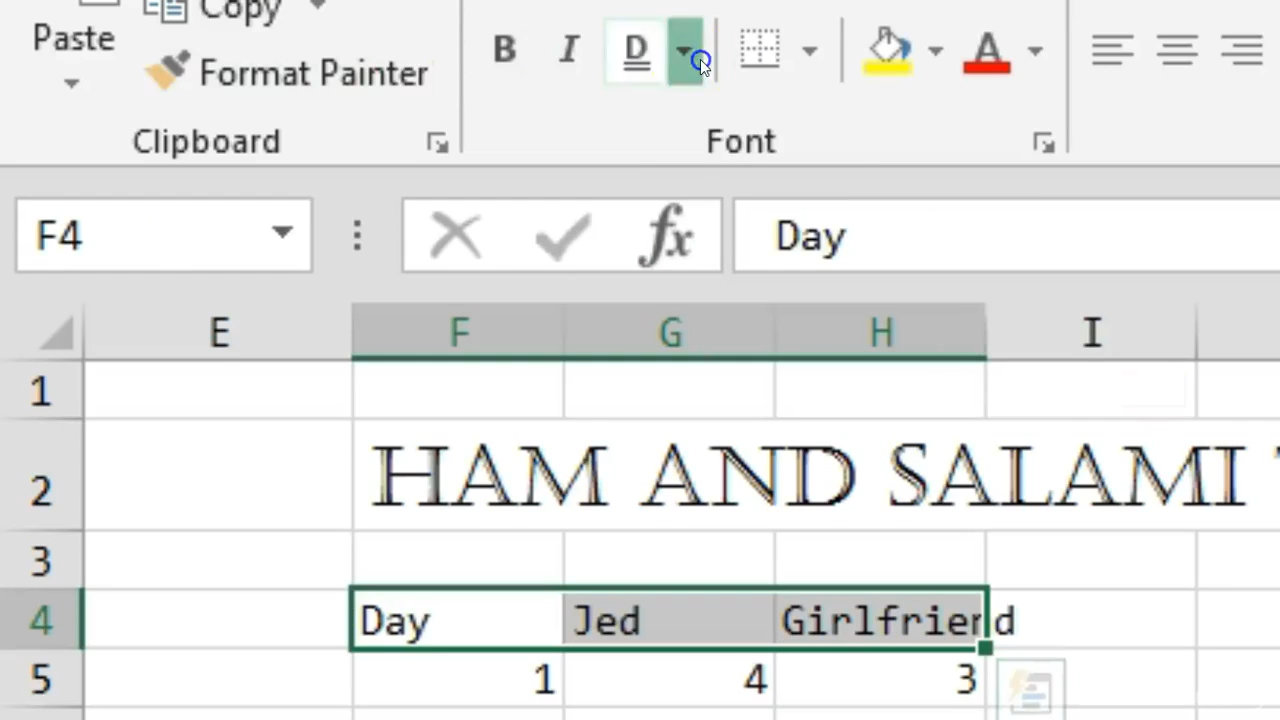 Copy
Paste
Format Painter
B I D A
Clipboard
Font
F4
fx
Day
E F G H I
1
2 HAM AND SALAMI
3
4 Day Jed Girlfriend
5 1 4 3